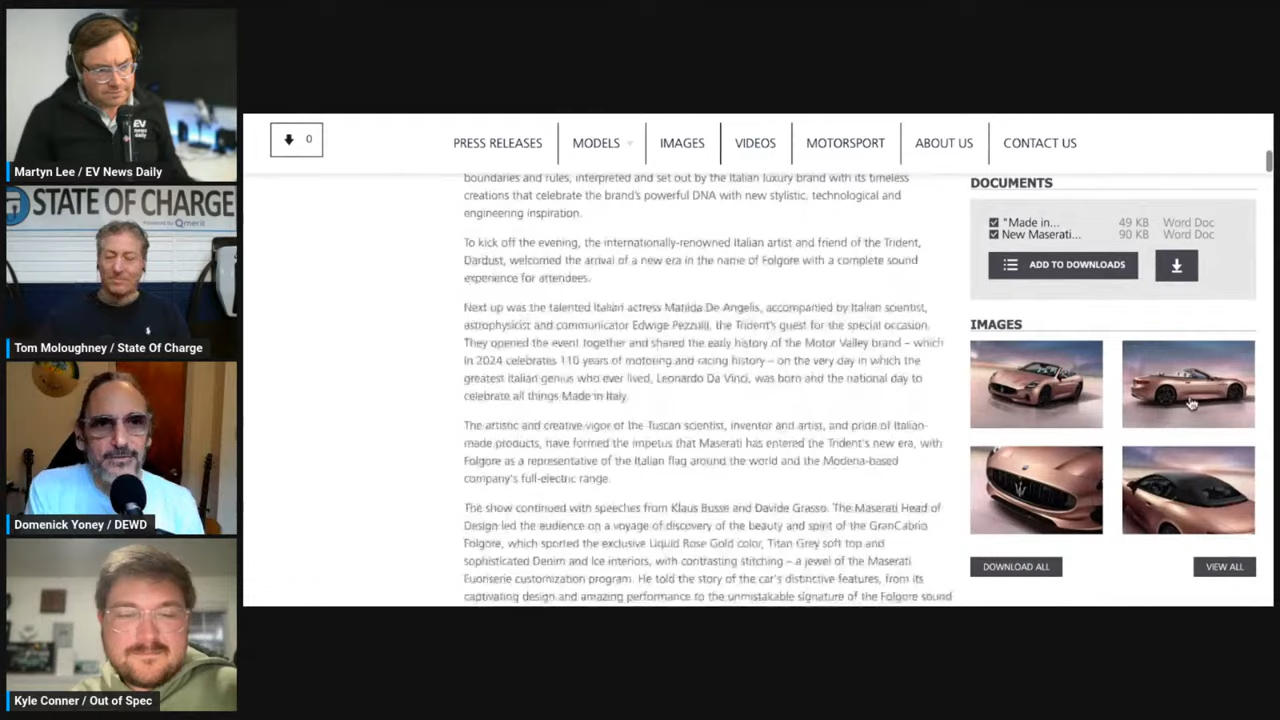 EV
news
daily
Martyn Lee / EV News Daily
STATE OF CHARGE
Powered by Qmerit
Tom Moloughney / State Of Charge
Domenick Yoney / DEWD
Kyle Conner / Out of Spec
0
PRESS RELEASES
MODELS
IMAGES
VIDEOS
MOTORSPORT
ABOUT US
CONTACT US
boundaries and rules, interpreted and set out by the Italian luxury brand with its timeless
creations that celebrate the brand's powerful DNA with new stylistic, technological and
engineering inspiration.
To kick off the evening, the internationally-renowned Italian artist and friend of the Trident,
Dardust, welcomed the arrival of a new era in the name of Folgore with a complete sound
experience for attendees.
Next up was the talented Italian actress Matilda De Angelis, accompanied by Italian scientist,
astrophysicist and communicator Edwige Pezzulli, the Trident's guest for the special occasion.
They opened the event together and shared the early history of the Motor Valley brand – which
in 2024 celebrates 110 years of motoring and racing history – on the very day in which the
greatest Italian genius who ever lived, Leonardo Da Vinci, was born and the national day to
celebrate all things Made in Italy.
The artistic and creative vigor of the Tuscan scientist, inventor and artist, and pride of Italian-
made products, have formed the impetus that Maserati has entered the Trident's new era, with
Folgore as a representative of the Italian flag around the world and the Modena-based
company's full-electric range.
The show continued with speeches from Klaus Busse and Davide Grasso. The Maserati Head of
Design led the audience on a voyage of discovery of the beauty and spirit of the GranCabrio
Folgore, which sported the exclusive Liquid Rose Gold color, Titan Grey soft top and
sophisticated Denim and Ice interiors, with contrasting stitching – a jewel of the Maserati
Fuoriserie customization program. He told the story of the car's distinctive features, from its
captivating design and amazing performance to the unmistakable signature of the Folgore sound
DOCUMENTS
"Made in... 49 KB Word Doc
New Maserati... 90 KB Word Doc
ADD TO DOWNLOADS
IMAGES
DOWNLOAD ALL
VIEW ALL